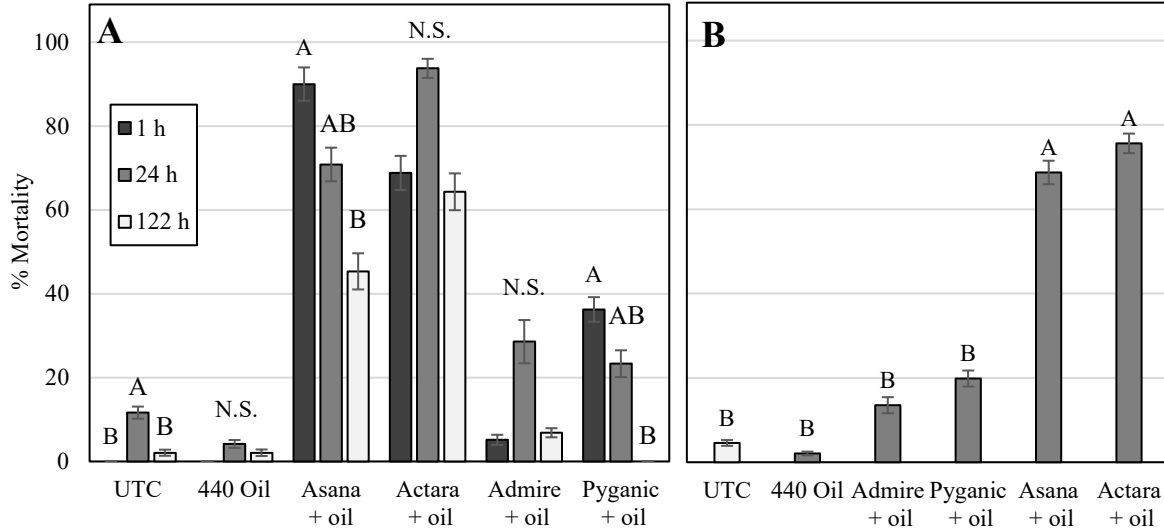 A
B
% Mortality
100
80
60
40
20
0
1 h
24 h
122 h
B
A
B
N.S.
A
AB
B
N.S.
N.S.
A
AB
B
UTC
440 Oil
Asana
+ oil
Actara
+ oil
Admire
+ oil
Pyganic
+ oil
B
B
B
B
A
A
UTC
440 Oil
Admire
+ oil
Pyganic
+ oil
Asana
+ oil
Actara
+ oil